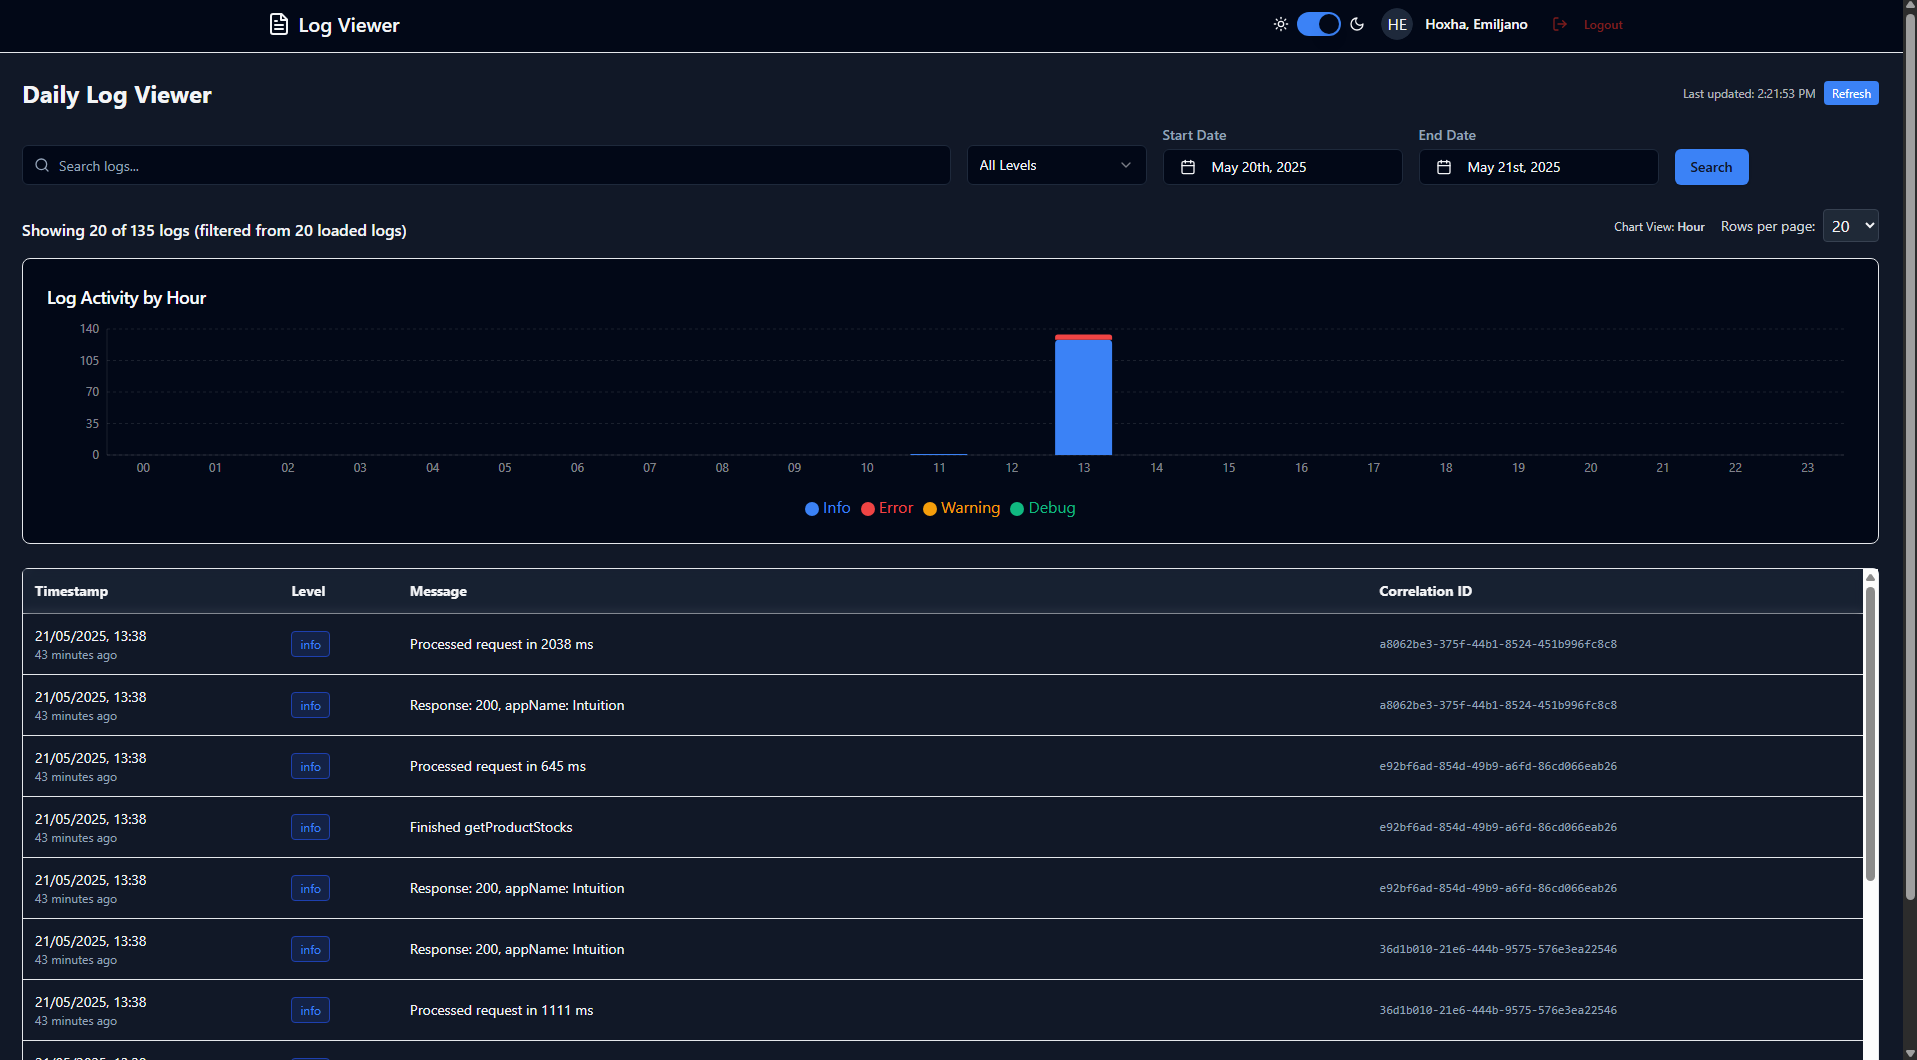 Log Viewer
HE Hoxha, Emiljano Logout
Daily Log Viewer
Last updated: 2:21:53 PM Refresh
Start Date End Date
Search logs... All Levels May 20th, 2025 May 21st, 2025 Search
Showing 20 of 135 logs (filtered from 20 loaded logs) Chart View: Hour Rows per page: 20
Log Activity by Hour
140
105
70
35
0
00 01 02 03 04 05 06 07 08 09 10 11 12 13 14 15 16 17 18 19 20 21 22 23
Info Error Warning Debug
Timestamp Level Message Correlation ID
21/05/2025, 13:38
43 minutes ago
info Processed request in 2038 ms a8062be3-375f-44b1-8524-451b996fc8c8
21/05/2025, 13:38
43 minutes ago
info Response: 200, appName: Intuition a8062be3-375f-44b1-8524-451b996fc8c8
21/05/2025, 13:38
43 minutes ago
info Processed request in 645 ms e92bf6ad-854d-49b9-a6fd-86cd066eab26
21/05/2025, 13:38
43 minutes ago
info Finished getProductStocks e92bf6ad-854d-49b9-a6fd-86cd066eab26
21/05/2025, 13:38
43 minutes ago
info Response: 200, appName: Intuition e92bf6ad-854d-49b9-a6fd-86cd066eab26
21/05/2025, 13:38
43 minutes ago
info Response: 200, appName: Intuition 36d1b010-21e6-444b-9575-576e3ea22546
21/05/2025, 13:38
43 minutes ago
info Processed request in 1111 ms 36d1b010-21e6-444b-9575-576e3ea22546